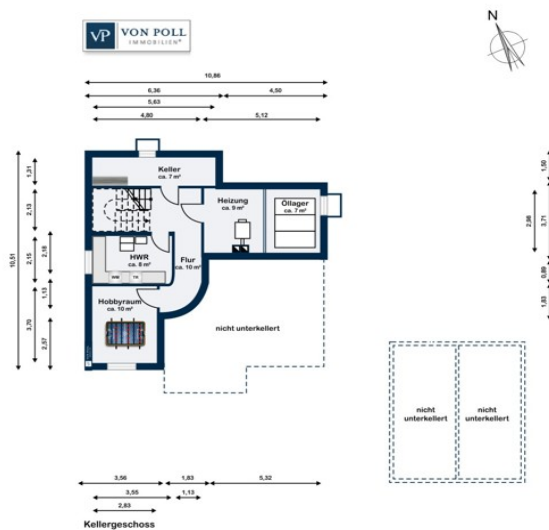 VP VON POLL
IMMOBILIEN®
N
10,86
6,36 4,50
5,63
4,80 5,12
Keller
ca. 7 m²
Heizung
ca. 9 m²
Öllager
ca. 7 m²
HWR
ca. 8 m²
Flur
ca. 10 m²
WM TR
Hobbyraum
ca. 10 m²
nicht unterkellert
10,51
1,31
2,13
2,15
2,18
1,13
3,70
2,57
1,50
2,98
3,71
0,89
1,83
nicht
unterkellert
nicht
unterkellert
3,56 1,83 5,32
3,55 1,13
2,83
Kellergeschoss